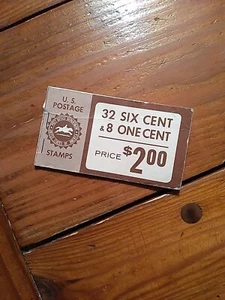 U.S.
POSTAGE
STAMPS
32 SIX CENT
& 8 ONE CENT
PRICE $2.00